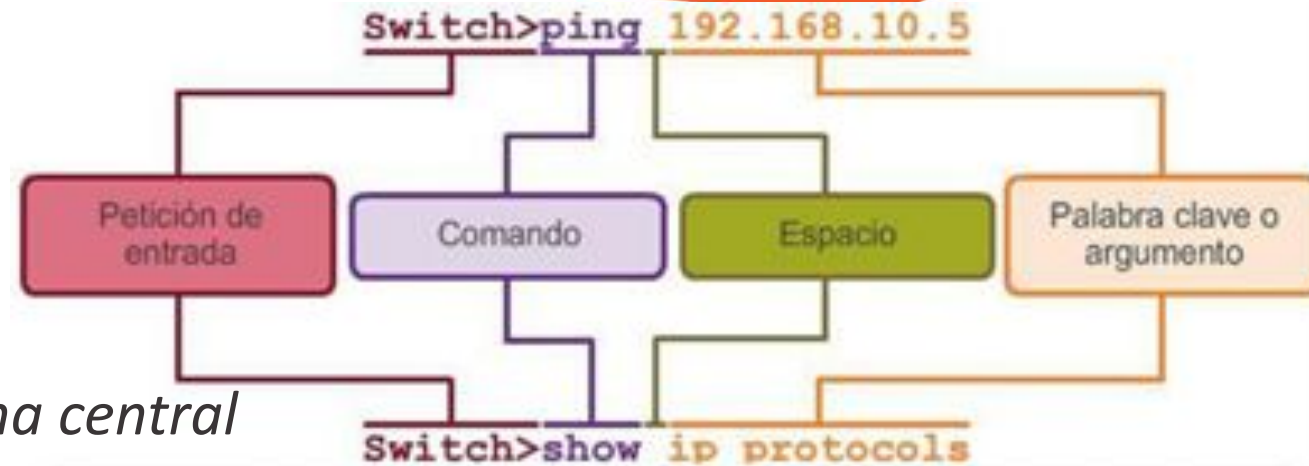 Switch>ping 192.168.10.5
Petición de
entrada
Comando
Espacio
Palabra clave o
argumento
central
Switch>show ip protocols